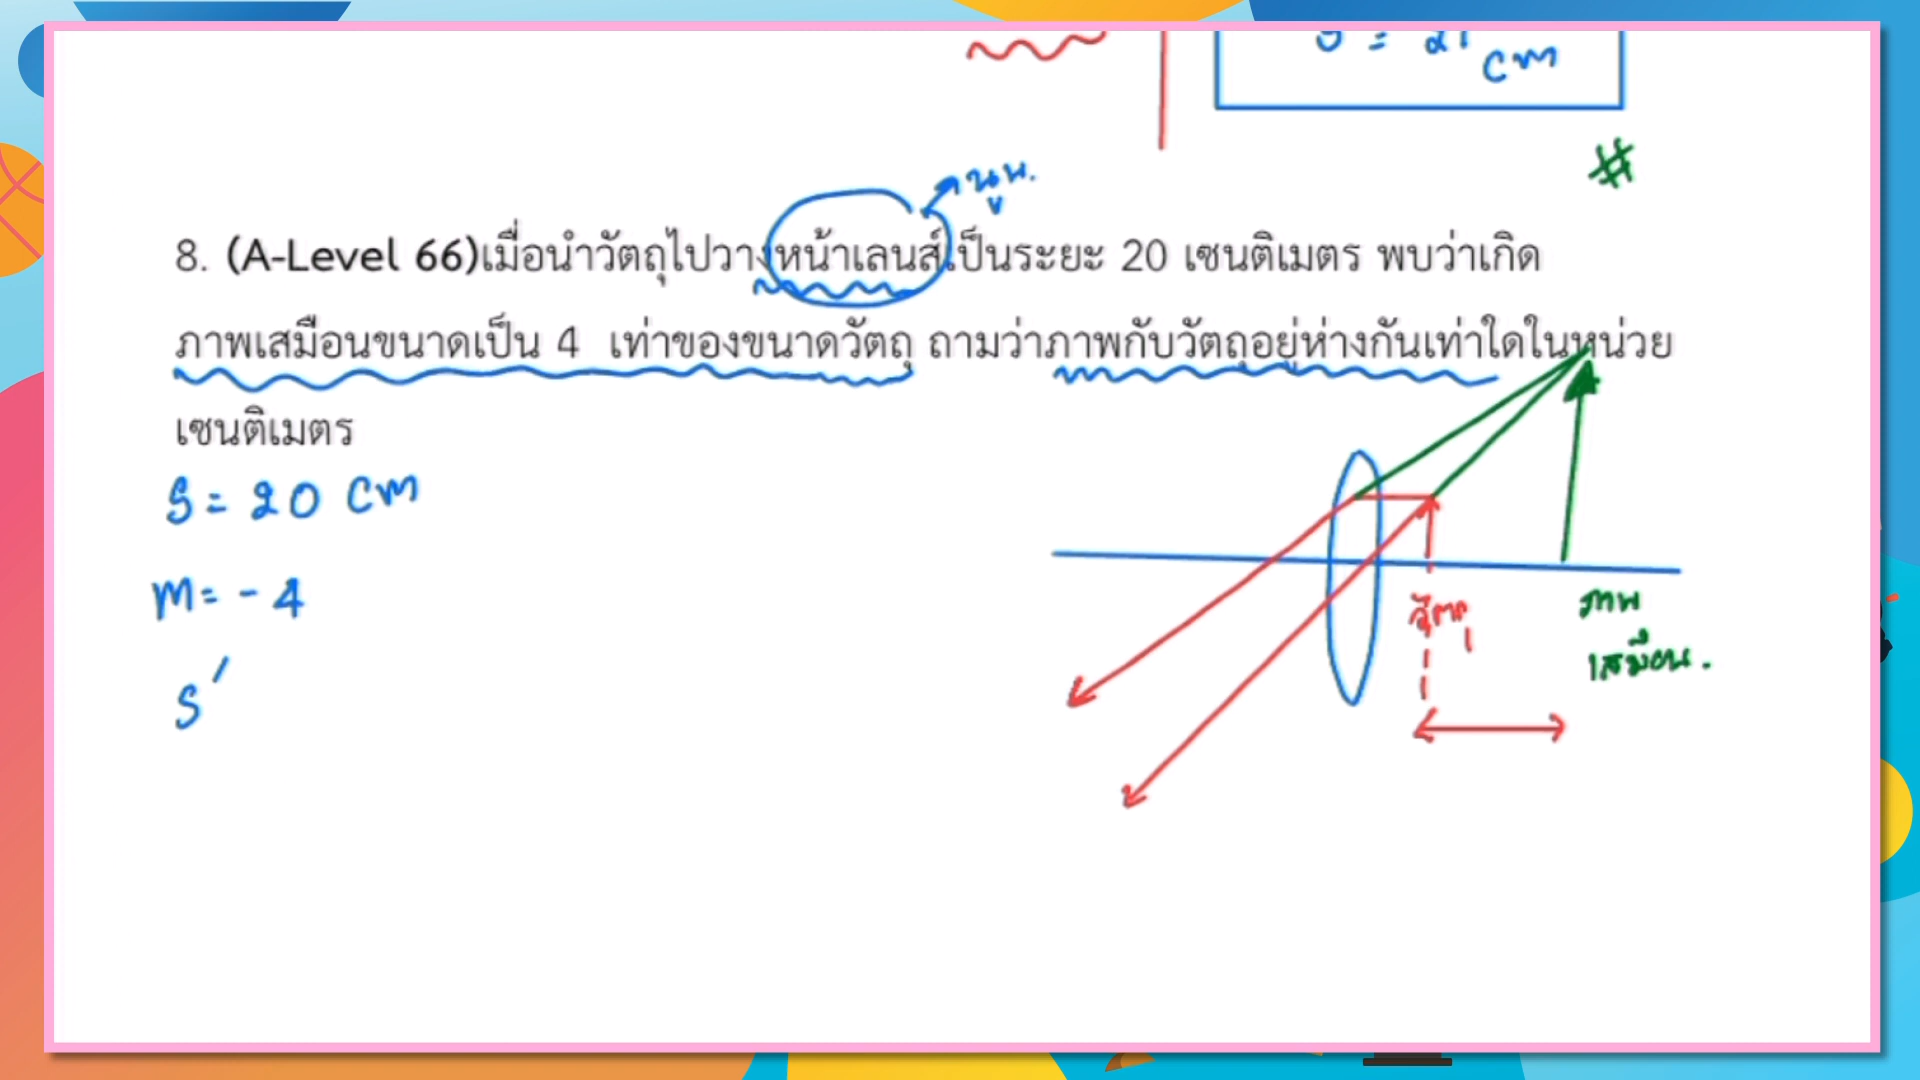 cm
#
นูน.
8. (A-Level 66)เมื่อนำวัตถุไปวางหน้าเลนส์เป็นระยะ 20 เซนติเมตร พบว่าเกิด
ภาพเสมือนขนาดเป็น 4 เท่าของขนาดวัตถุ ถามว่าภาพกับวัตถุอยู่ห่างกันเท่าใดในหน่วย
เซนติเมตร
S = 20 cm
m = - 4
S'
วัตถุ
ภาพ
เสมือน.